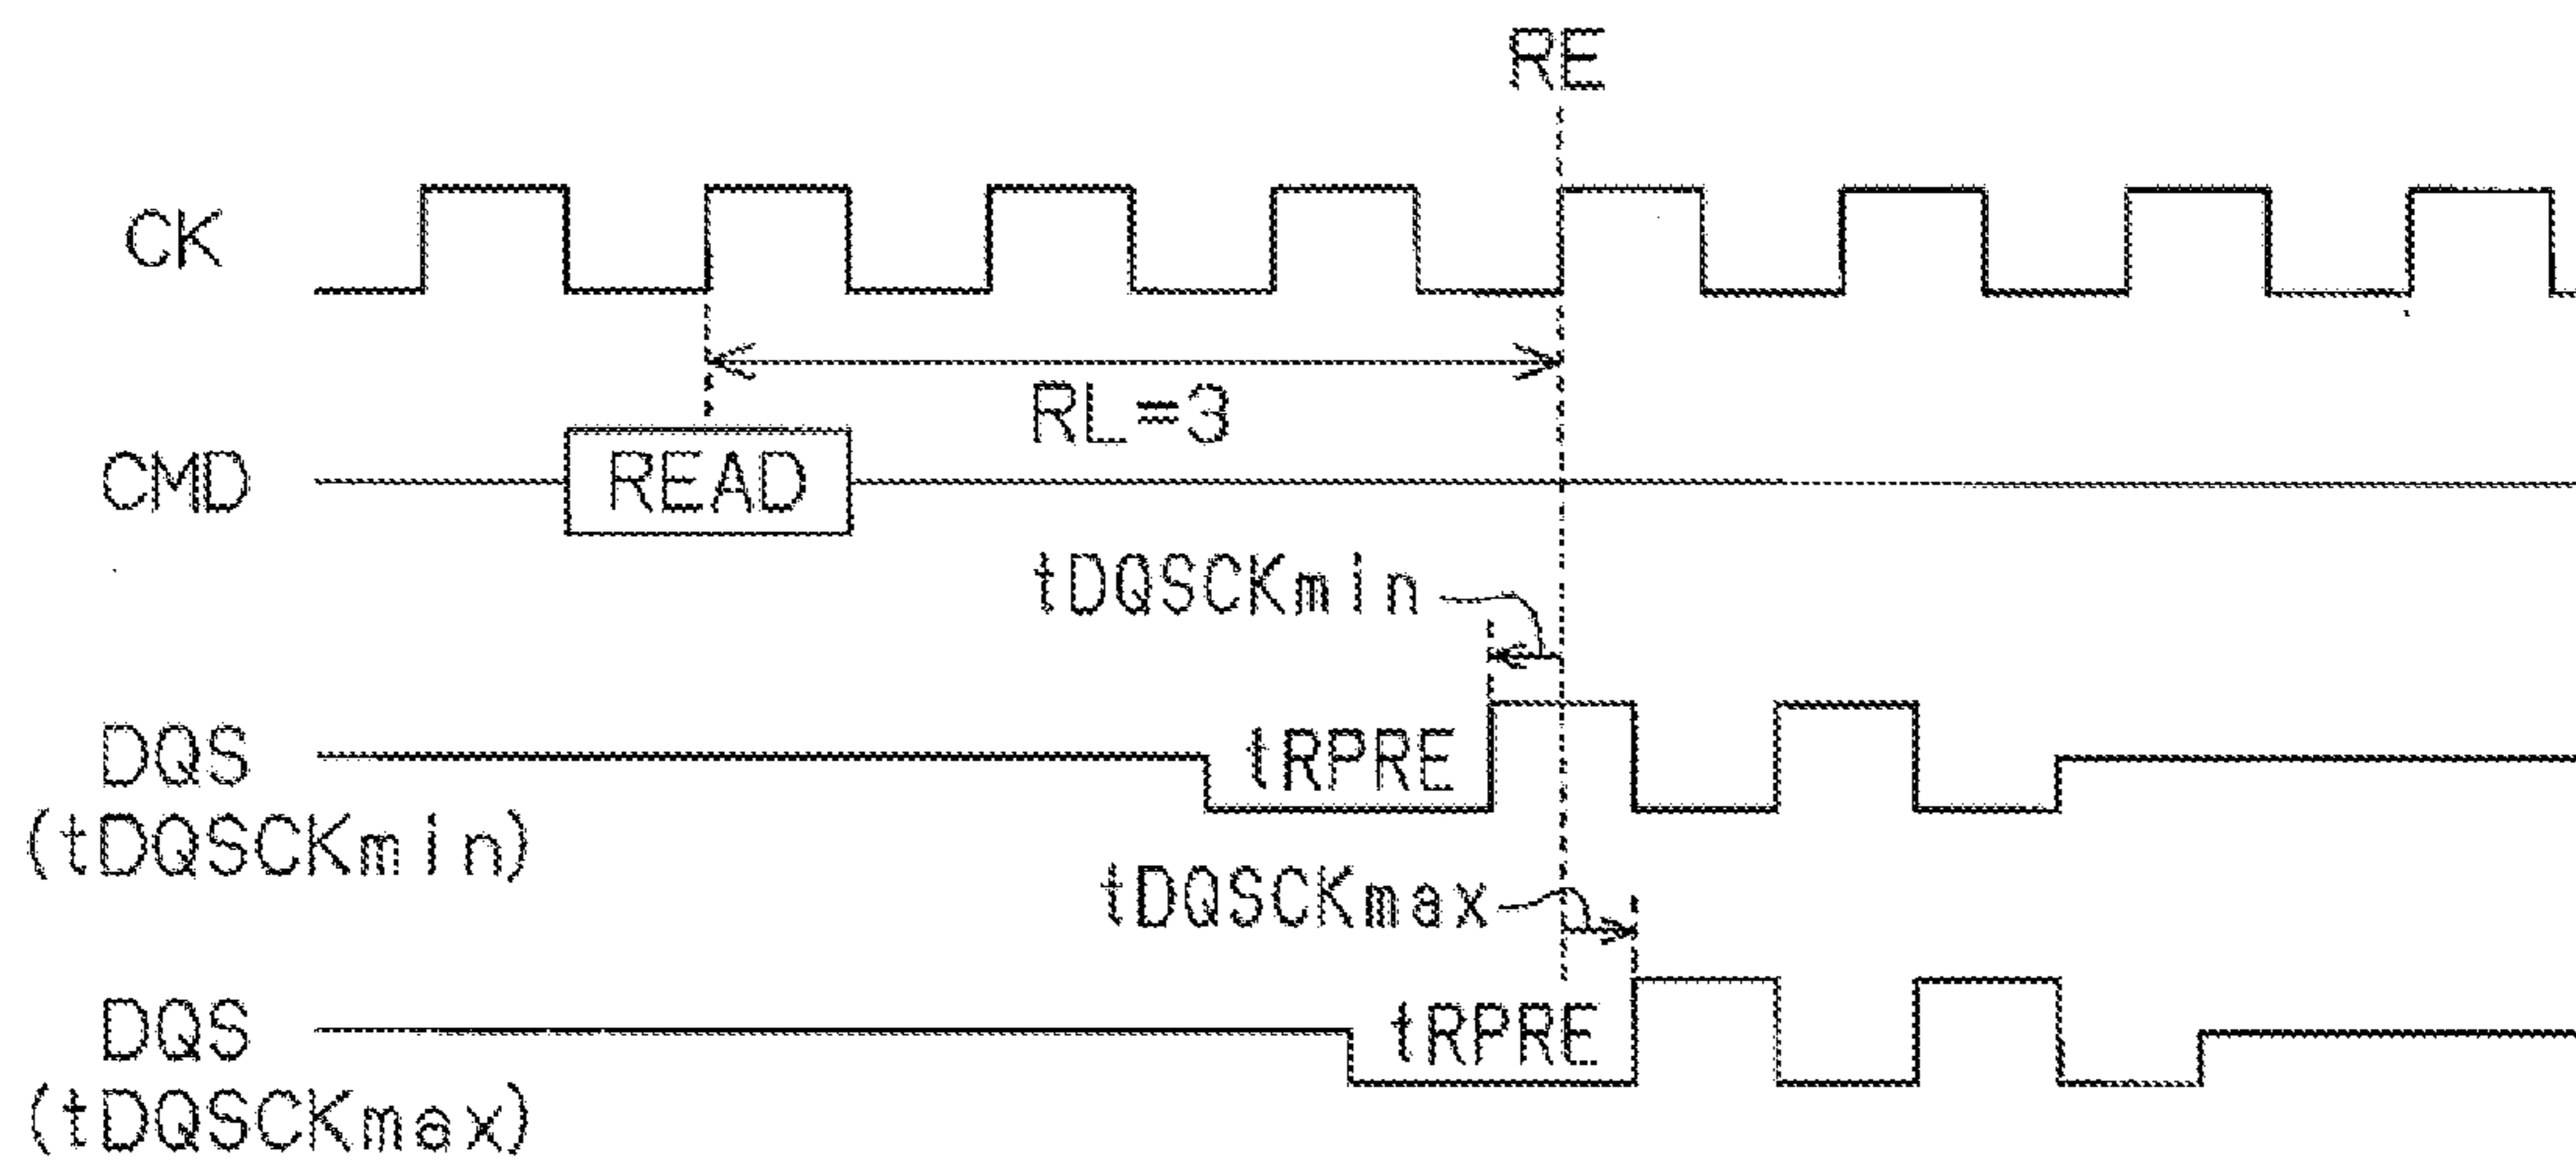 RE
CK
RL=3
CMD
READ
tDQSCKmin
DQS
tRPRE
(tDQSCKmin)
tDQSCKmax
DQS
tRPRE
(tDQSCKmax)